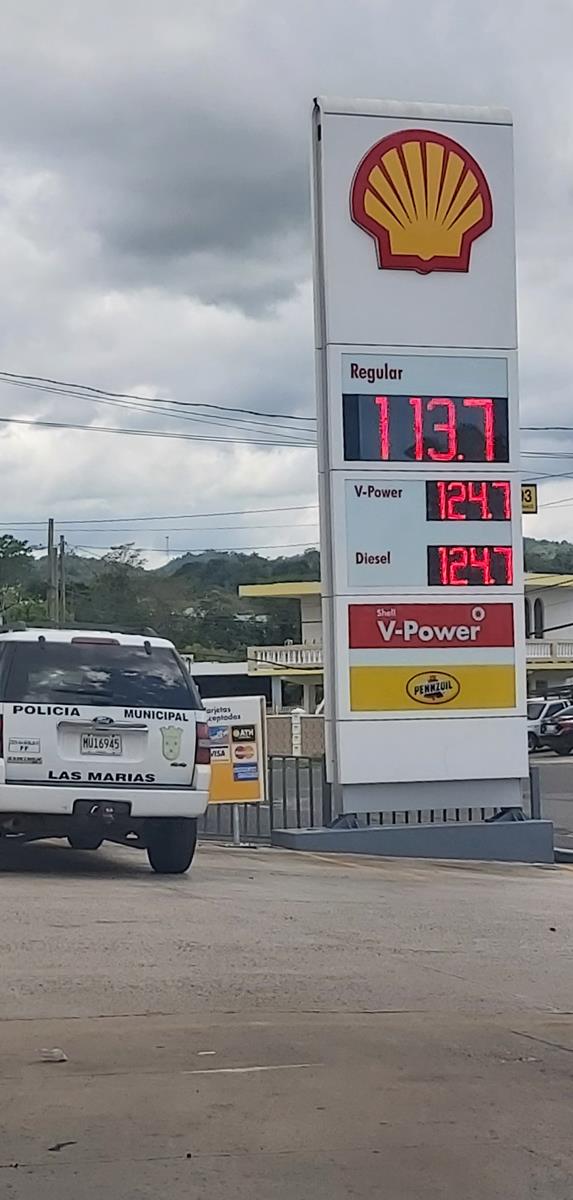 Regular
113.7
V-Power
124.7
Diesel
124.7
Shell
V-Power
PENNZOIL
POLICIA MUNICIPAL
MU16945
LAS MARIAS
Tarjetas
Aceptadas
ATH
VISA